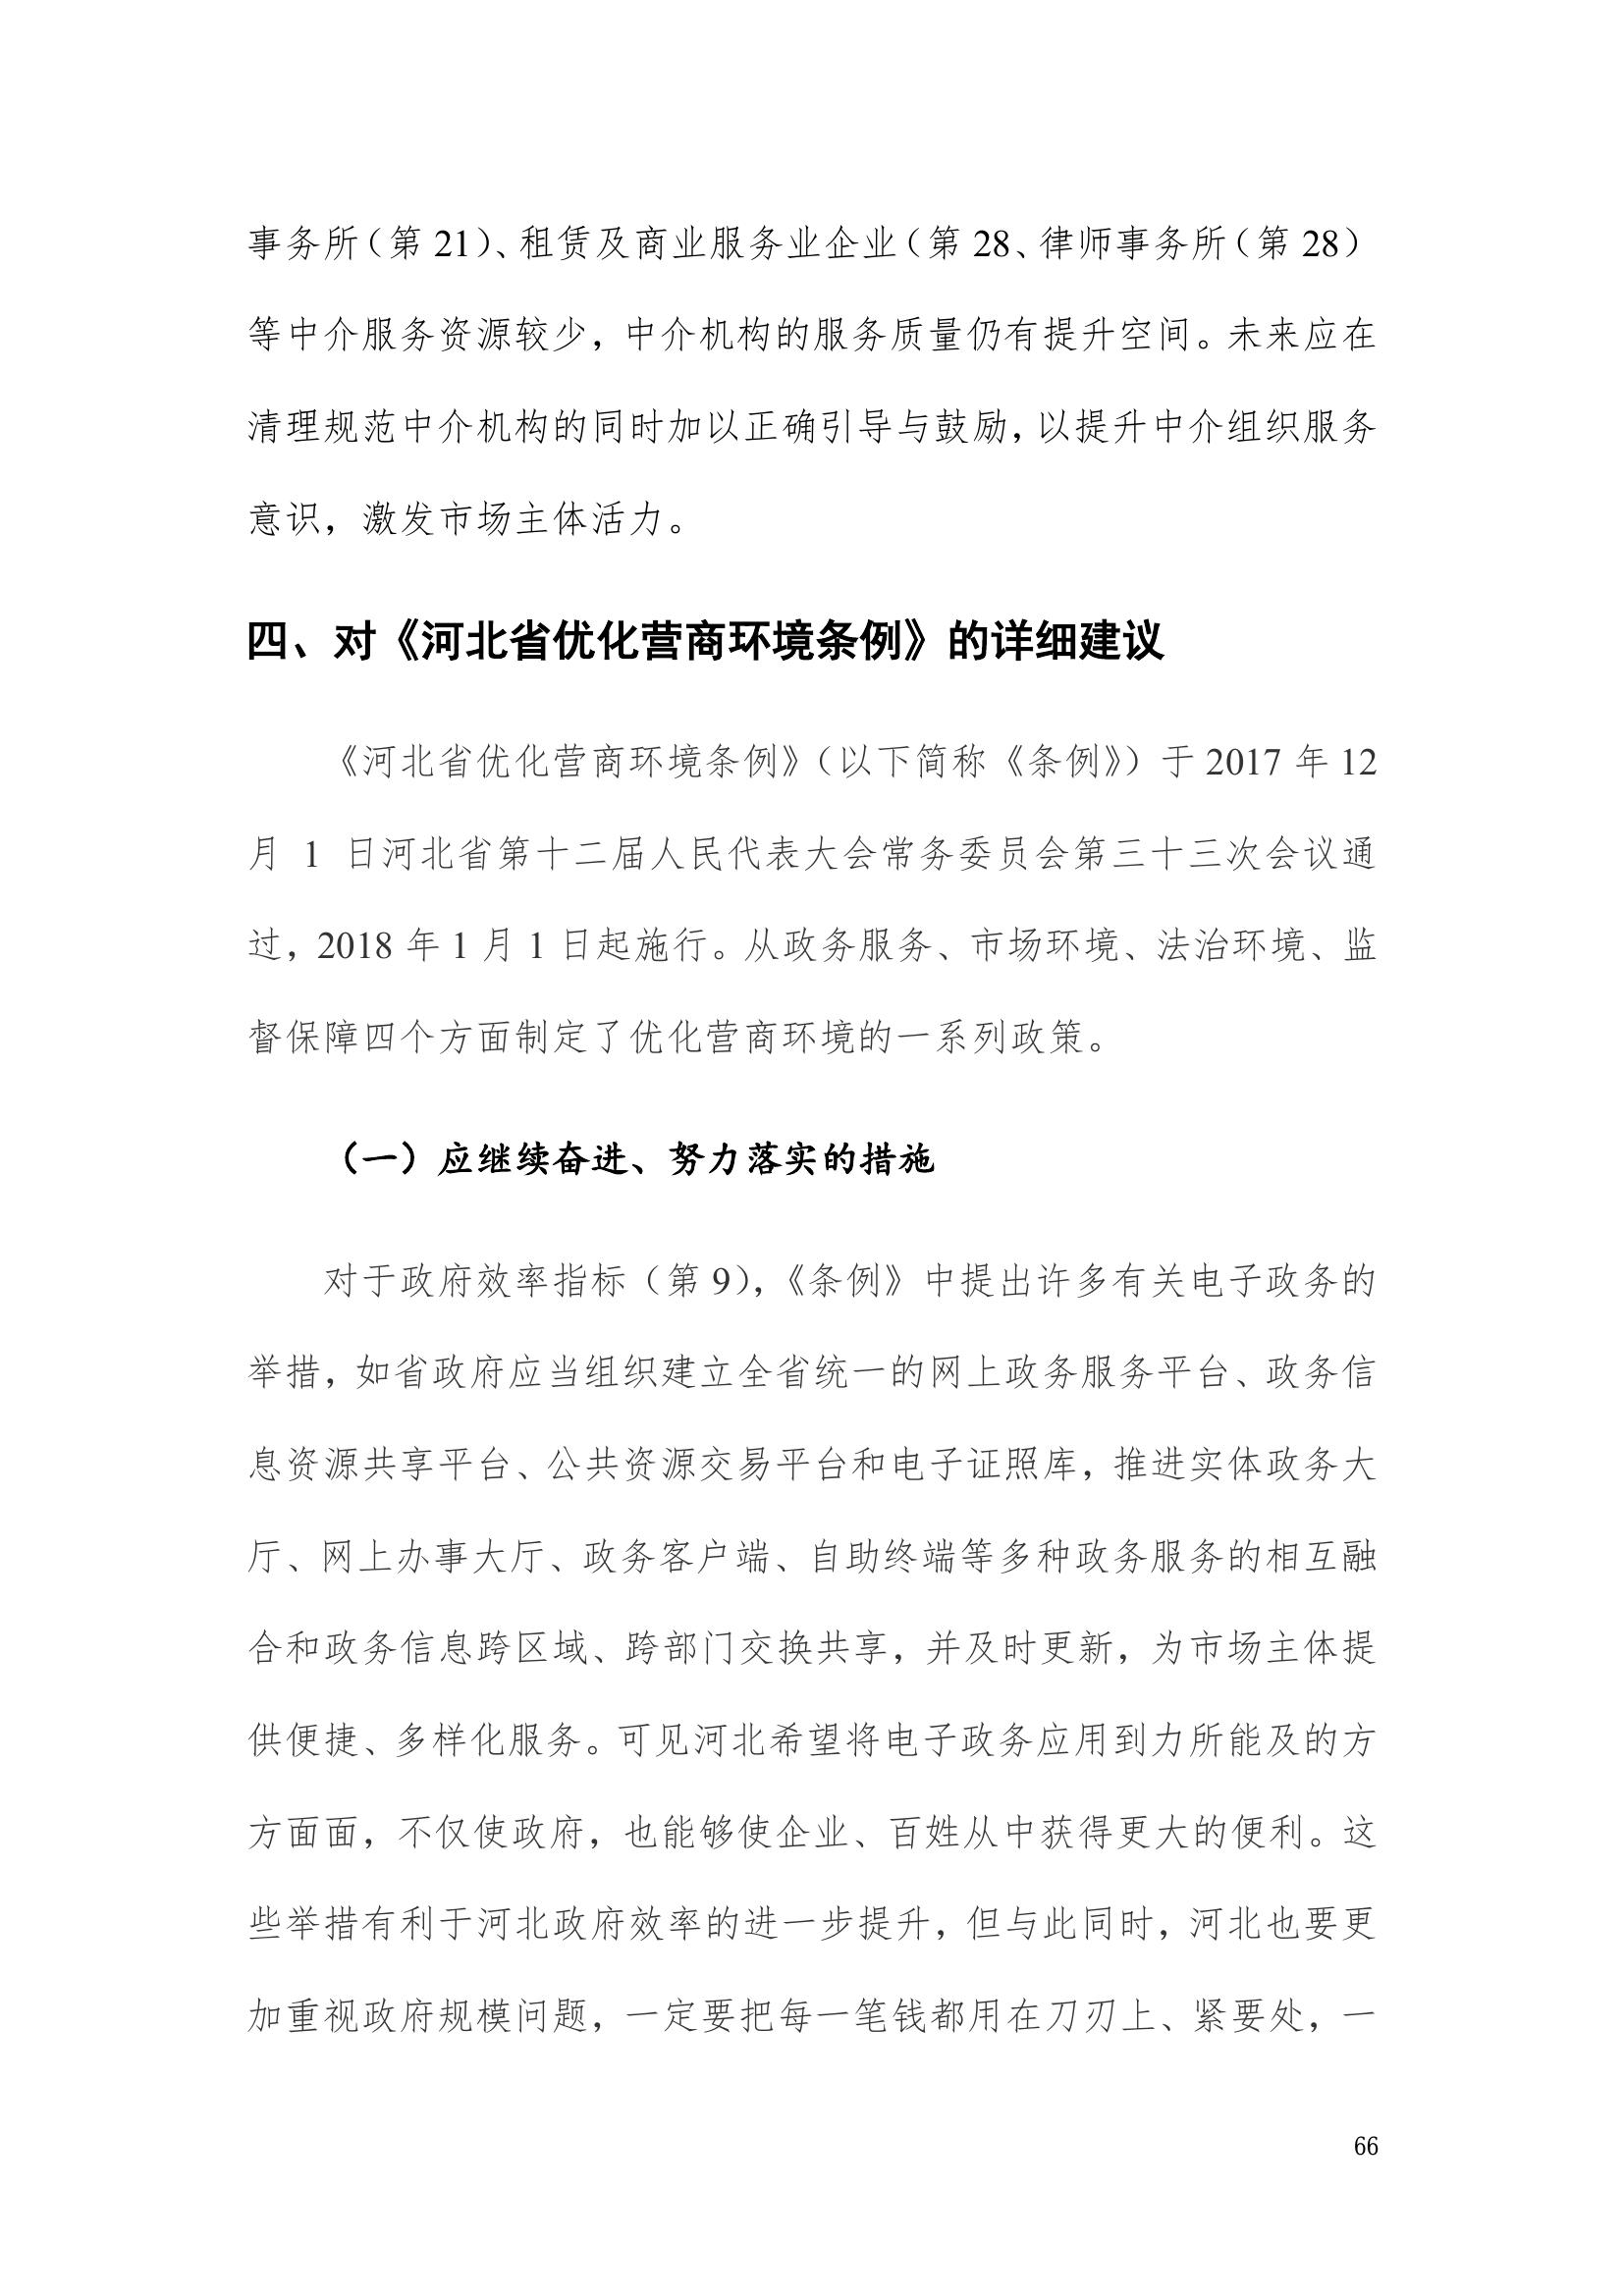 事务所（第 21）、租赁及商业服务业企业（第 28、律师事务所（第 28）
等中介服务资源较少，中介机构的服务质量仍有提升空间。未来应在
清理规范中介机构的同时加以正确引导与鼓励，以提升中介组织服务
意识，激发市场主体活力。
四、对《河北省优化营商环境条例》的详细建议
《河北省优化营商环境条例》（以下简称《条例》）于 2017 年 12
月 1 日河北省第十二届人民代表大会常务委员会第三十三次会议通
过，2018 年 1 月 1 日起施行。从政务服务、市场环境、法治环境、监
督保障四个方面制定了优化营商环境的一系列政策。
（一）应继续奋进、努力落实的措施
对于政府效率指标（第 9），《条例》中提出许多有关电子政务的
举措，如省政府应当组织建立全省统一的网上政务服务平台、政务信
息资源共享平台、公共资源交易平台和电子证照库，推进实体政务大
厅、网上办事大厅、政务客户端、自助终端等多种政务服务的相互融
合和政务信息跨区域、跨部门交换共享，并及时更新，为市场主体提
供便捷、多样化服务。可见河北希望将电子政务应用到力所能及的方
方面面，不仅使政府，也能够使企业、百姓从中获得更大的便利。这
些举措有利于河北政府效率的进一步提升，但与此同时，河北也要更
加重视政府规模问题，一定要把每一笔钱都用在刀刃上、紧要处，一
66